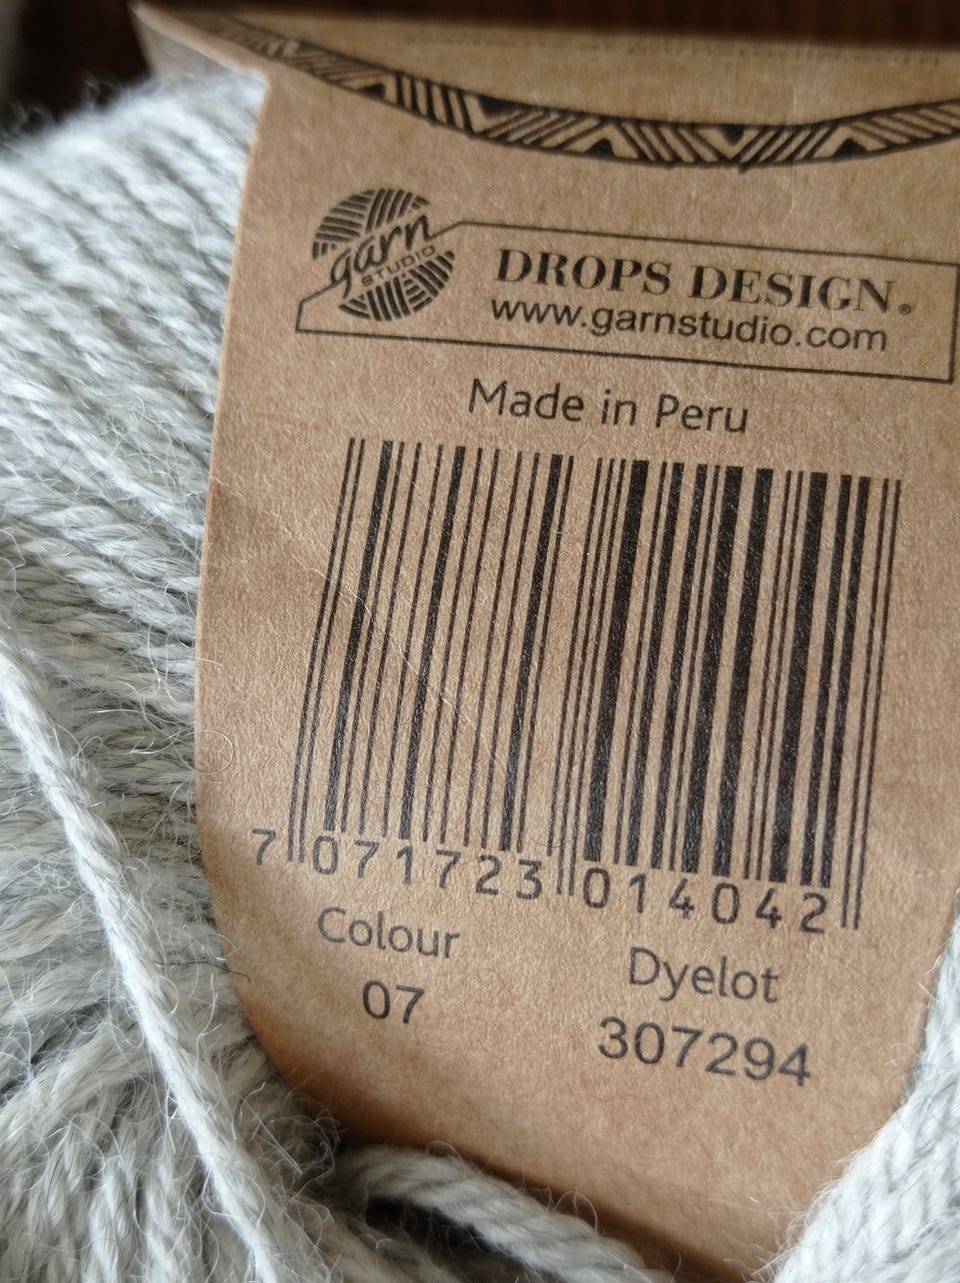 garn
STUDIO
DROPS DESIGN®
www.garnstudio.com
Made in Peru
7 071723 014042
Colour
07
Dyelot
307294